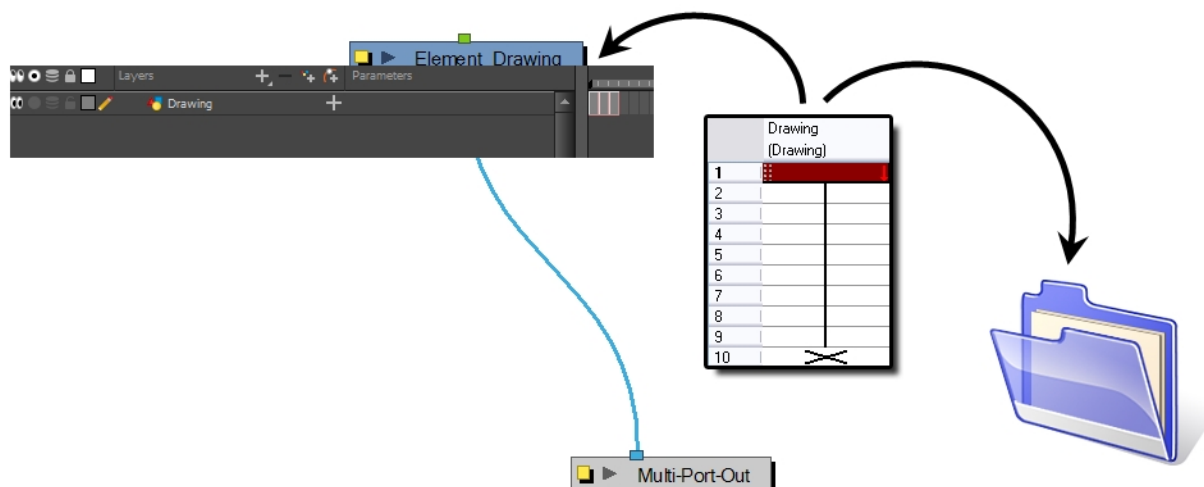 Element_Drawing
Layers
Parameters
Drawing
Drawing
(Drawing)
1
2
3
4
5
6
7
8
9
10
Multi-Port-Out